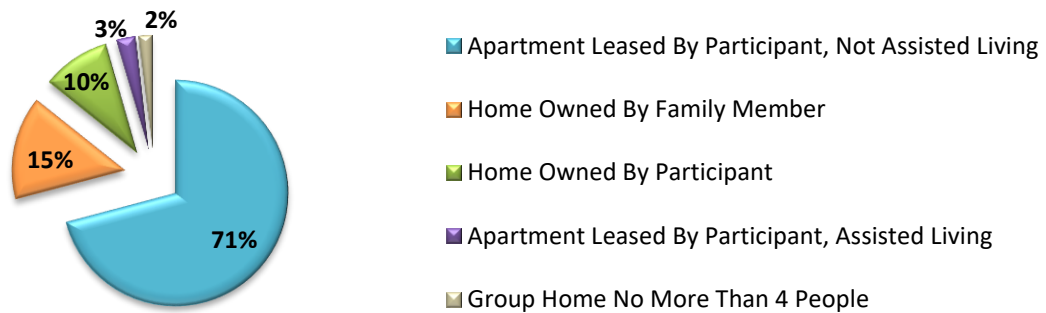 3%
2%
10%
15%
71%
Apartment Leased By Participant, Not Assisted Living
Home Owned By Family Member
Home Owned By Participant
Apartment Leased By Participant, Assisted Living
Group Home No More Than 4 People